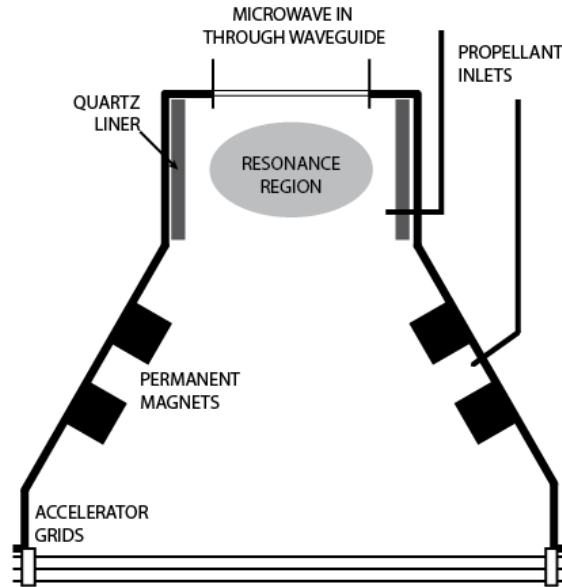 MICROWAVE IN
THROUGH WAVEGUIDE
PROPELLANT
INLETS
QUARTZ
LINER
RESONANCE
REGION
PERMANENT
MAGNETS
ACCELERATOR
GRIDS